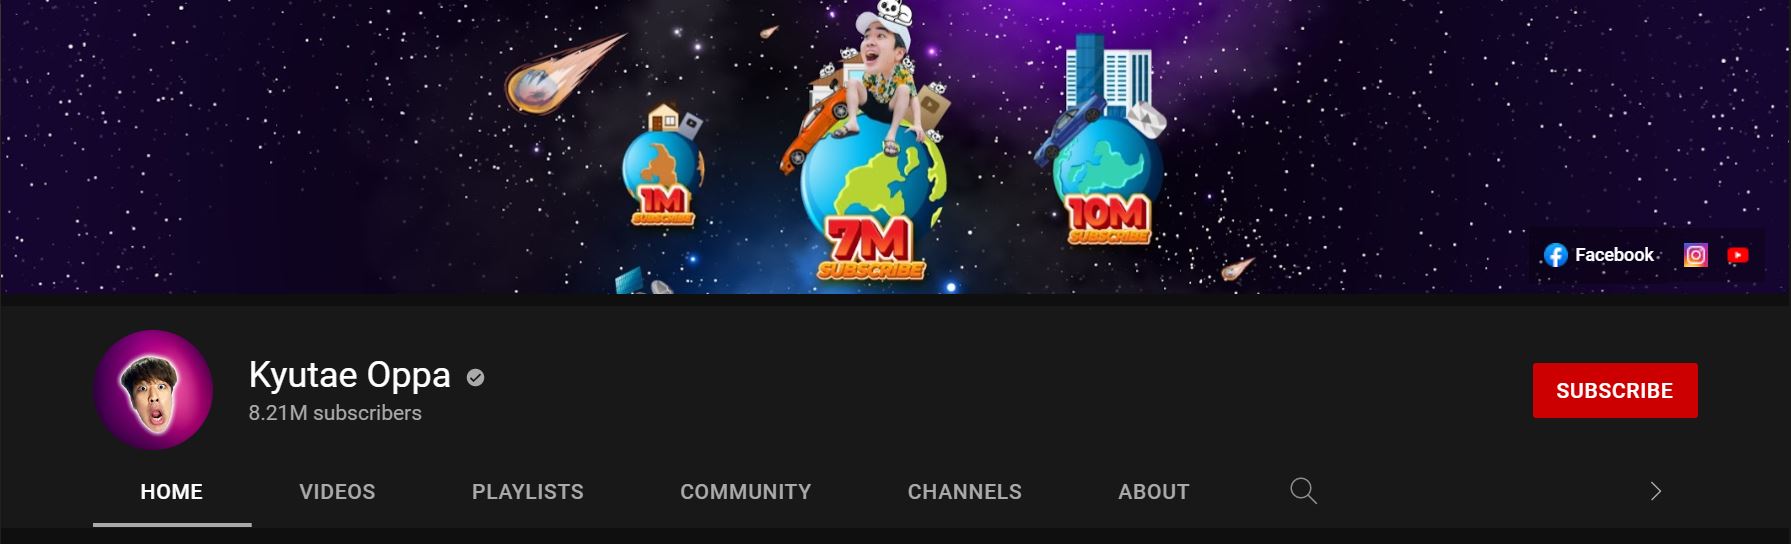 1M
SUBSCRIBE
7M
SUBSCRIBE
10M
SUBSCRIBE
Facebook
Kyutae Oppa
8.21M subscribers
SUBSCRIBE
HOME VIDEOS PLAYLISTS COMMUNITY CHANNELS ABOUT